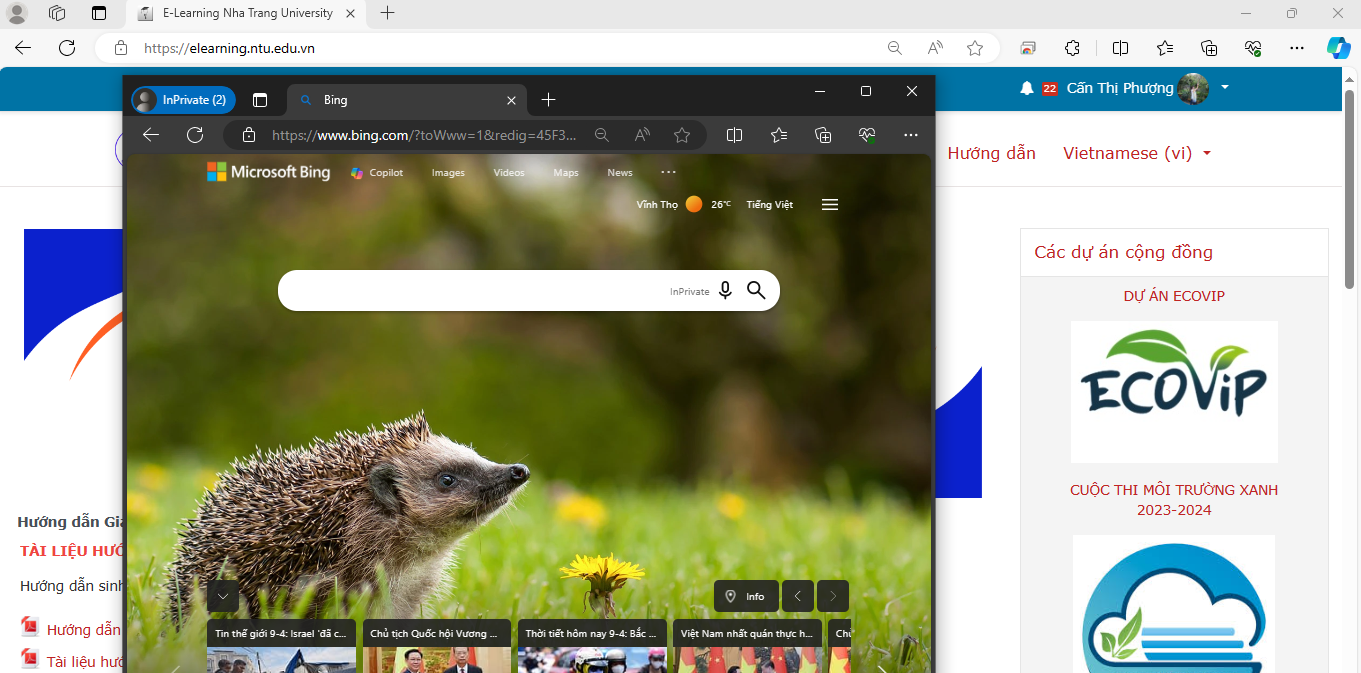 E-Learning Nha Trang University
https://elearning.ntu.edu.vn
22 Cấn Thị Phượng
InPrivate (2)
Bing
https://www.bing.com/?toWww=1&redig=45F3...
Hướng dẫn Vietnamese (vi)
Microsoft Bing Copilot Images Videos Maps News
Vĩnh Thọ 26°C Tiếng Việt
InPrivate
Các dự án cộng đồng
DỰ ÁN ECOVIP
ECOVIP
CUỘC THI MÔI TRƯỜNG XANH
2023-2024
Hướng dẫn Gi
TÀI LIỆU HƯỚ
Hướng dẫn sinh
Hướng dẫn
Tài liệu hướ
Info
Tin thế giới 9-4: Israel 'đã c...
Chủ tịch Quốc hội Vương ...
Thời tiết hôm nay 9-4: Bắc ...
Việt Nam nhất quán thực h...
Chủ